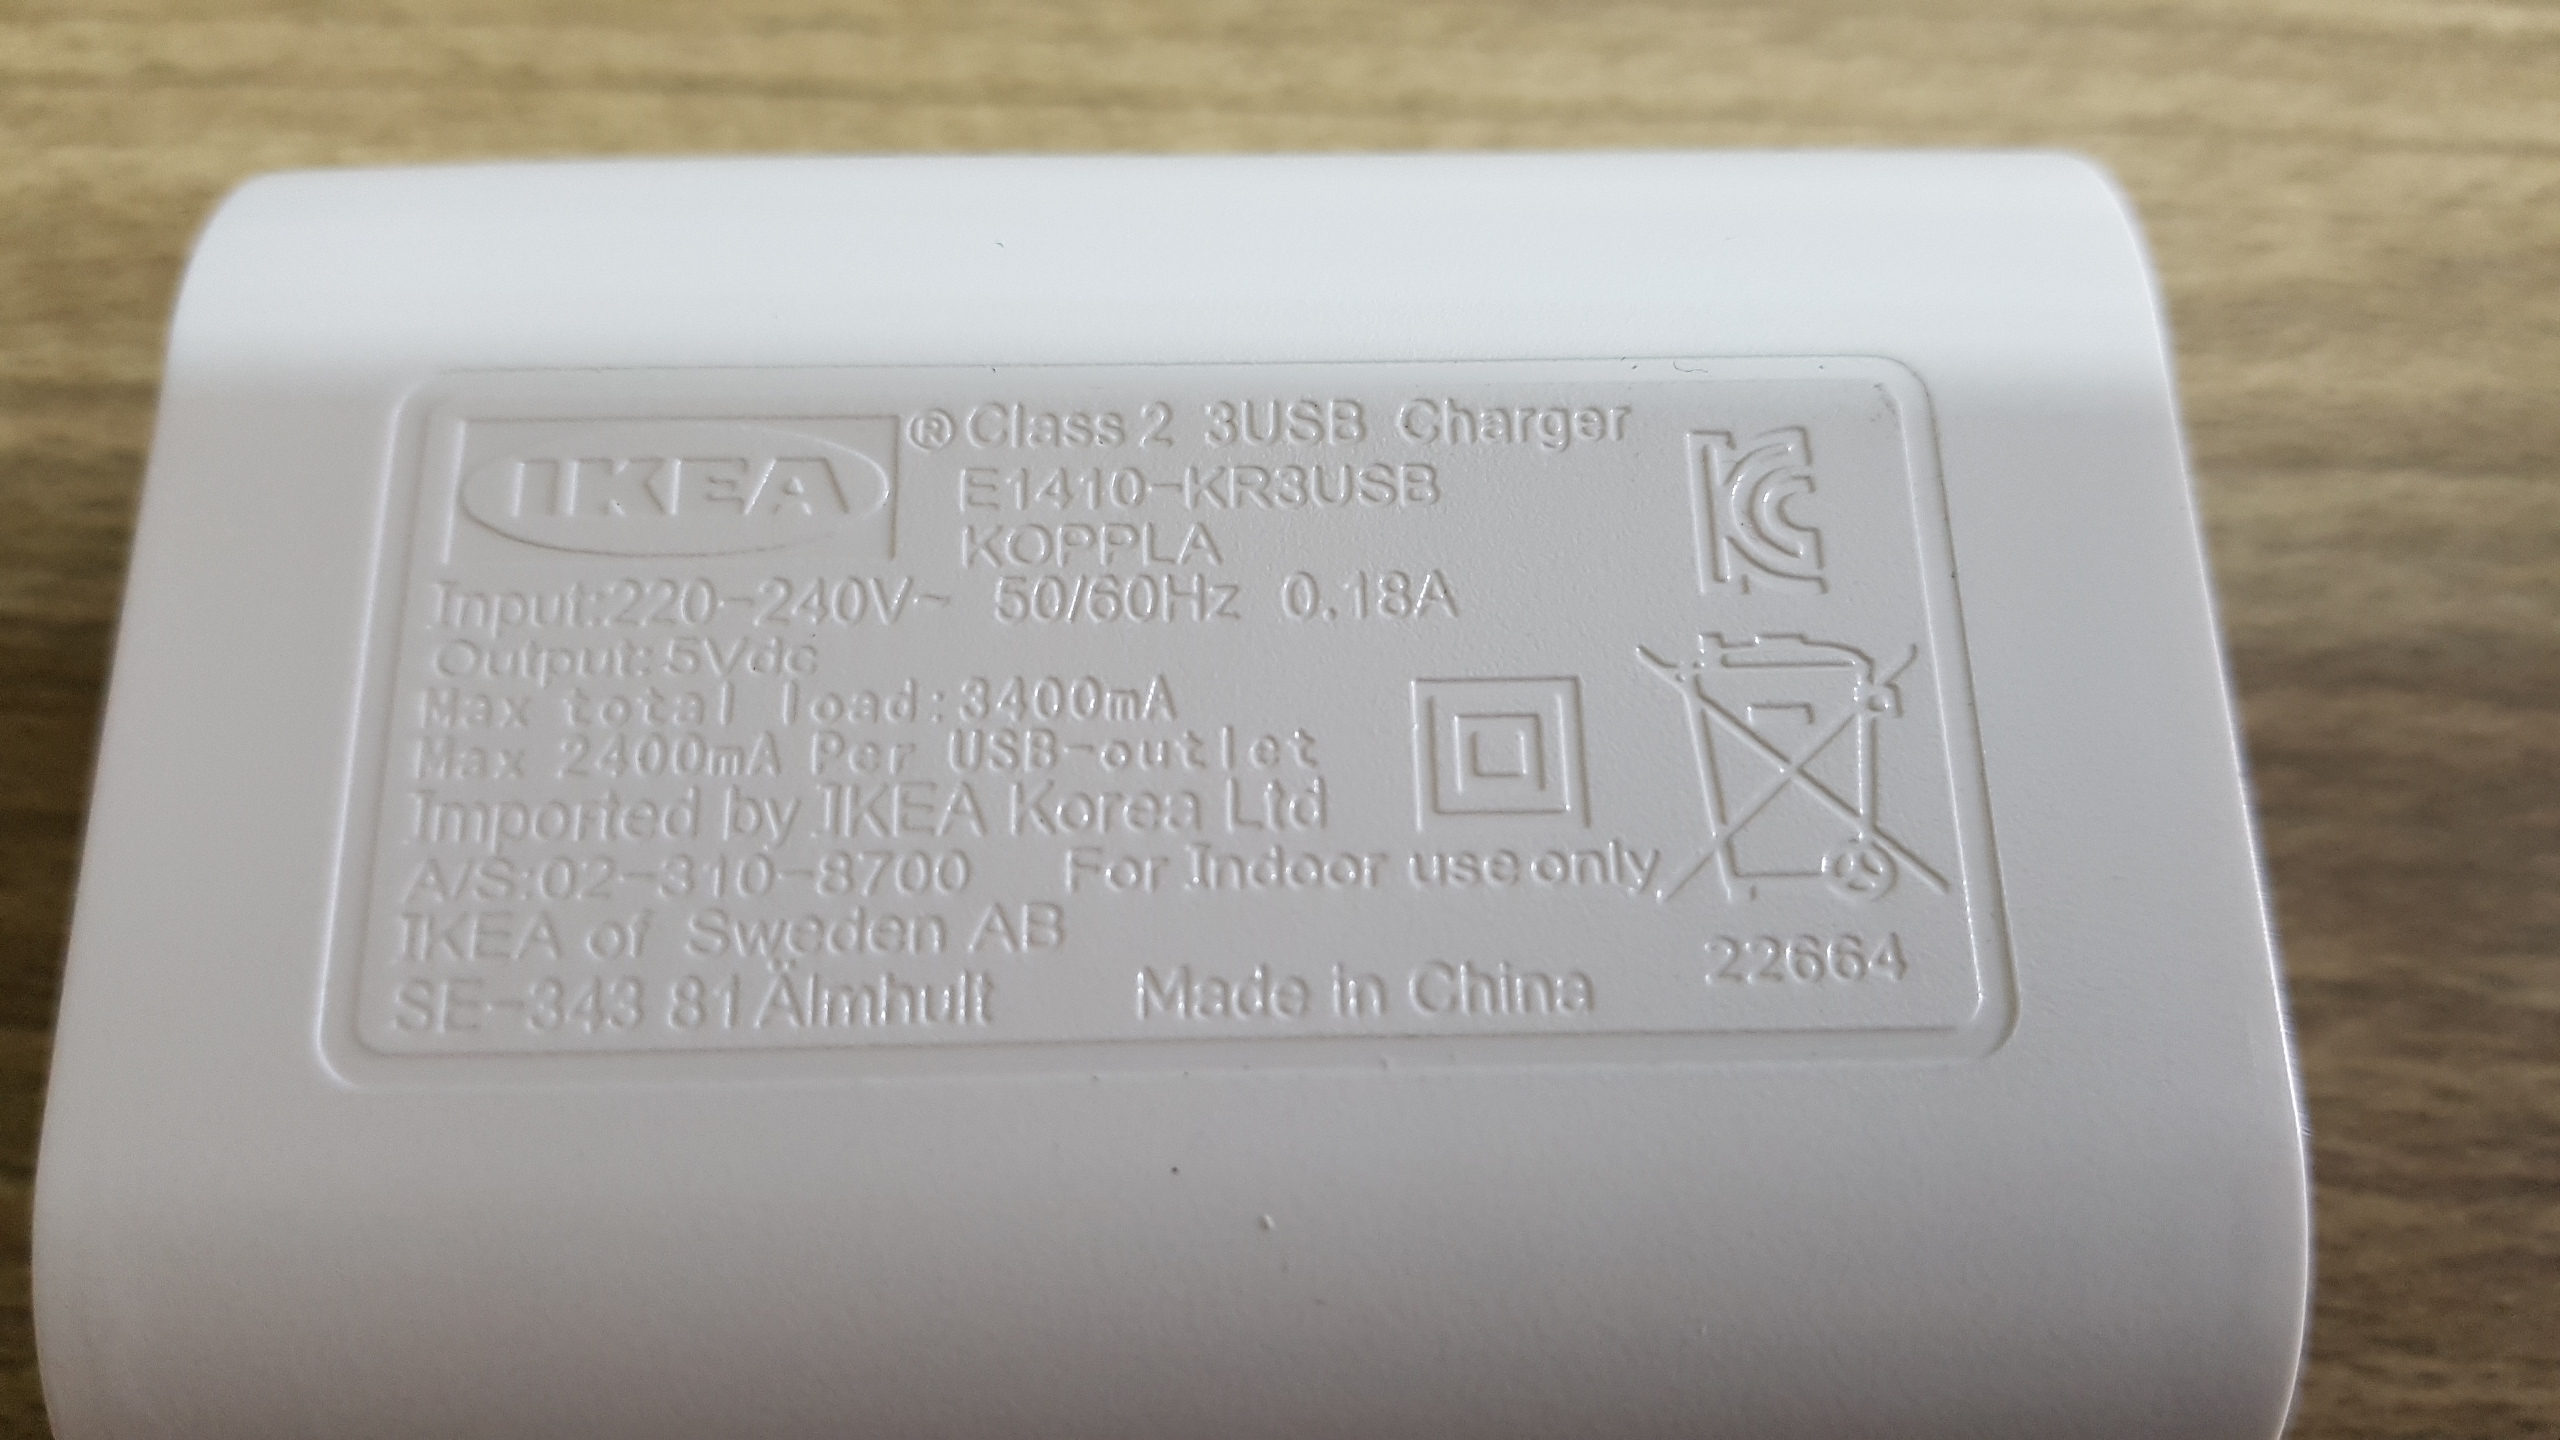 IKEA ® Class 2 3USB Charger
E1410-KR3USB
KOPPLA
Input:220-240V~ 50/60Hz 0.18A
Output: 5Vdc
Max total load:3400mA
Max 2400mA Per USB-outlet
Imported by IKEA Korea Ltd
A/S:02-310-8700 For Indoor use only
IKEA of Sweden AB
SE-343 81 Älmhult Made in China 22664